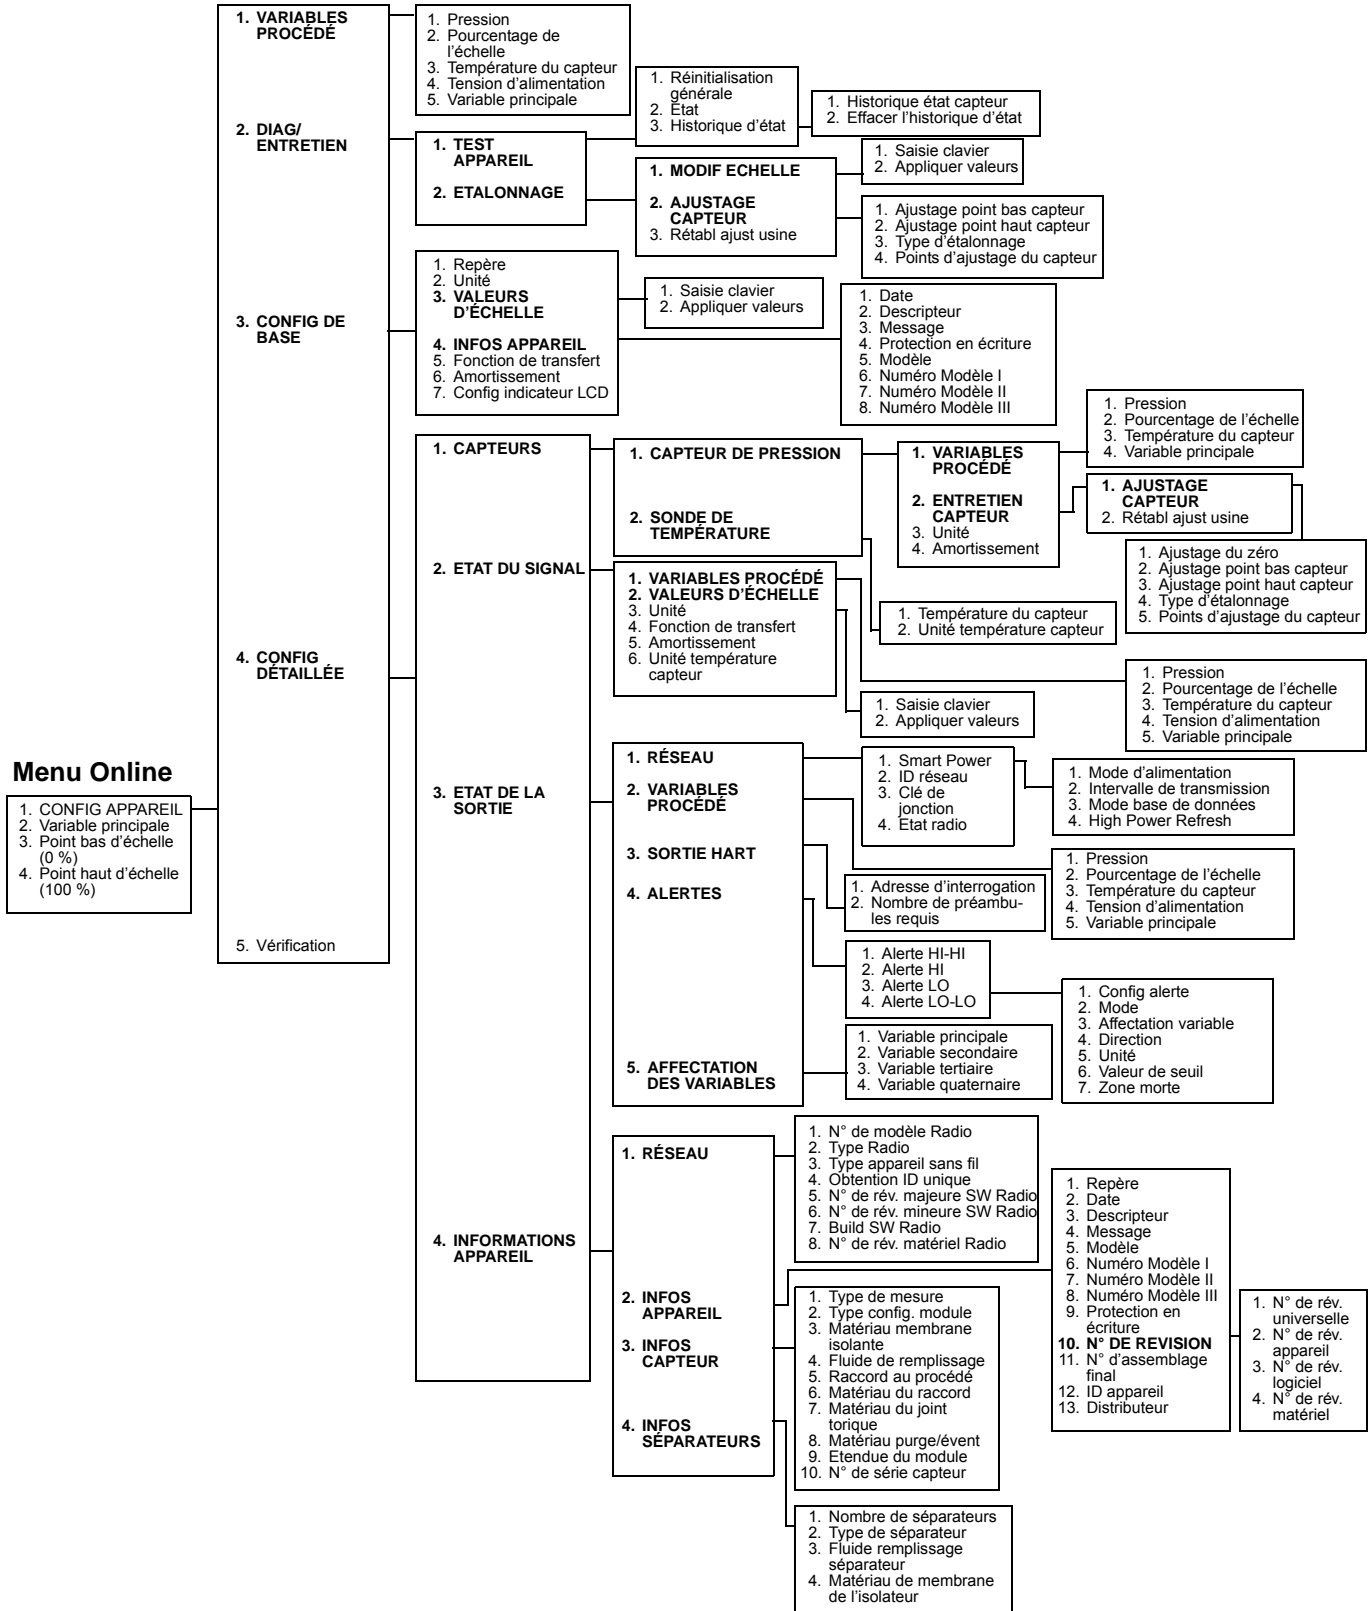 1. VARIABLES
PROCÉDÉ
2. DIAG/
ENTRETIEN
3. CONFIG DE
BASE
4. CONFIG
DÉTAILLÉE
5. Vérification
Menu Online
1. CONFIG APPAREIL
2. Variable principale
3. Point bas d'échelle
(0 %)
4. Point haut d'échelle
(100 %)
1. Pression
2. Pourcentage de
l'échelle
3. Température du capteur
4. Tension d'alimentation
5. Variable principale
1. TEST
APPAREIL
2. ETALONNAGE
1. Réinitialisation
générale
2. Etat
3. Historique d'état
1. Historique état capteur
2. Effacer l'historique d'état
1. MODIF ECHELLE
2. AJUSTAGE
CAPTEUR
3. Rétabl ajust usine
1. Saisie clavier
2. Appliquer valeurs
1. Ajustage point bas capteur
2. Ajustage point haut capteur
3. Type d'étalonnage
4. Points d'ajustage du capteur
1. Repère
2. Unité
3. VALEURS
D'ÉCHELLE
4. INFOS APPAREIL
5. Fonction de transfert
6. Amortissement
7. Config indicateur LCD
1. Saisie clavier
2. Appliquer valeurs
1. Date
2. Descripteur
3. Message
4. Protection en écriture
5. Modèle
6. Numéro Modèle I
7. Numéro Modèle II
8. Numéro Modèle III
1. CAPTEURS
2. ETAT DU SIGNAL
3. ETAT DE LA
SORTIE
4. INFORMATIONS
APPAREIL
1. CAPTEUR DE PRESSION
2. SONDE DE
TEMPÉRATURE
1. VARIABLES
PROCÉDÉ
2. ENTRETIEN
CAPTEUR
3. Unité
4. Amortissement
1. Pression
2. Pourcentage de l'échelle
3. Température du capteur
4. Variable principale
1. AJUSTAGE
CAPTEUR
2. Rétabl ajust usine
1. Ajustage du zéro
2. Ajustage point bas capteur
3. Ajustage point haut capteur
4. Type d'étalonnage
5. Points d'ajustage du capteur
1. Température du capteur
2. Unité température capteur
1. VARIABLES PROCÉDÉ
2. VALEURS D'ÉCHELLE
3. Unité
4. Fonction de transfert
5. Amortissement
6. Unité température
capteur
1. Pression
2. Pourcentage de l'échelle
3. Température du capteur
4. Tension d'alimentation
5. Variable principale
1. Saisie clavier
2. Appliquer valeurs
1. RÉSEAU
2. VARIABLES
PROCÉDÉ
3. SORTIE HART
4. ALERTES
5. AFFECTATION
DES VARIABLES
1. Smart Power
2. ID réseau
3. Clé de
jonction
4. Etat radio
1. Mode d'alimentation
2. Intervalle de transmission
3. Mode base de données
4. High Power Refresh
1. Pression
2. Pourcentage de l'échelle
3. Température du capteur
4. Tension d'alimentation
5. Variable principale
1. Adresse d'interrogation
2. Nombre de préambu-
les requis
1. Alerte HI-HI
2. Alerte HI
3. Alerte LO
4. Alerte LO-LO
1. Config alerte
2. Mode
3. Affectation variable
4. Direction
5. Unité
6. Valeur de seuil
7. Zone morte
1. Variable principale
2. Variable secondaire
3. Variable tertiaire
4. Variable quaternaire
1. RÉSEAU
2. INFOS
APPAREIL
3. INFOS
CAPTEUR
4. INFOS
SÉPARATEURS
1. N° de modèle Radio
2. Type Radio
3. Type appareil sans fil
4. Obtention ID unique
5. N° de rév. majeure SW Radio
6. N° de rév. mineure SW Radio
7. Build SW Radio
8. N° de rév. matériel Radio
1. Repère
2. Date
3. Descripteur
4. Message
5. Modèle
6. Numéro Modèle I
7. Numéro Modèle II
8. Numéro Modèle III
9. Protection en
écriture
10. N° DE REVISION
11. N° d'assemblage
final
12. ID appareil
13. Distributeur
1. N° de rév.
universelle
2. N° de rév.
appareil
3. N° de rév.
logiciel
4. N° de rév.
matériel
1. Type de mesure
2. Type config. module
3. Matériau membrane
isolante
4. Fluide de remplissage
5. Raccord au procédé
6. Matériau du raccord
7. Matériau du joint
torique
8. Matériau purge/évent
9. Etendue du module
10. N° de série capteur
1. Nombre de séparateurs
2. Type de séparateur
3. Fluide remplissage
séparateur
4. Matériau de membrane
de l'isolateur